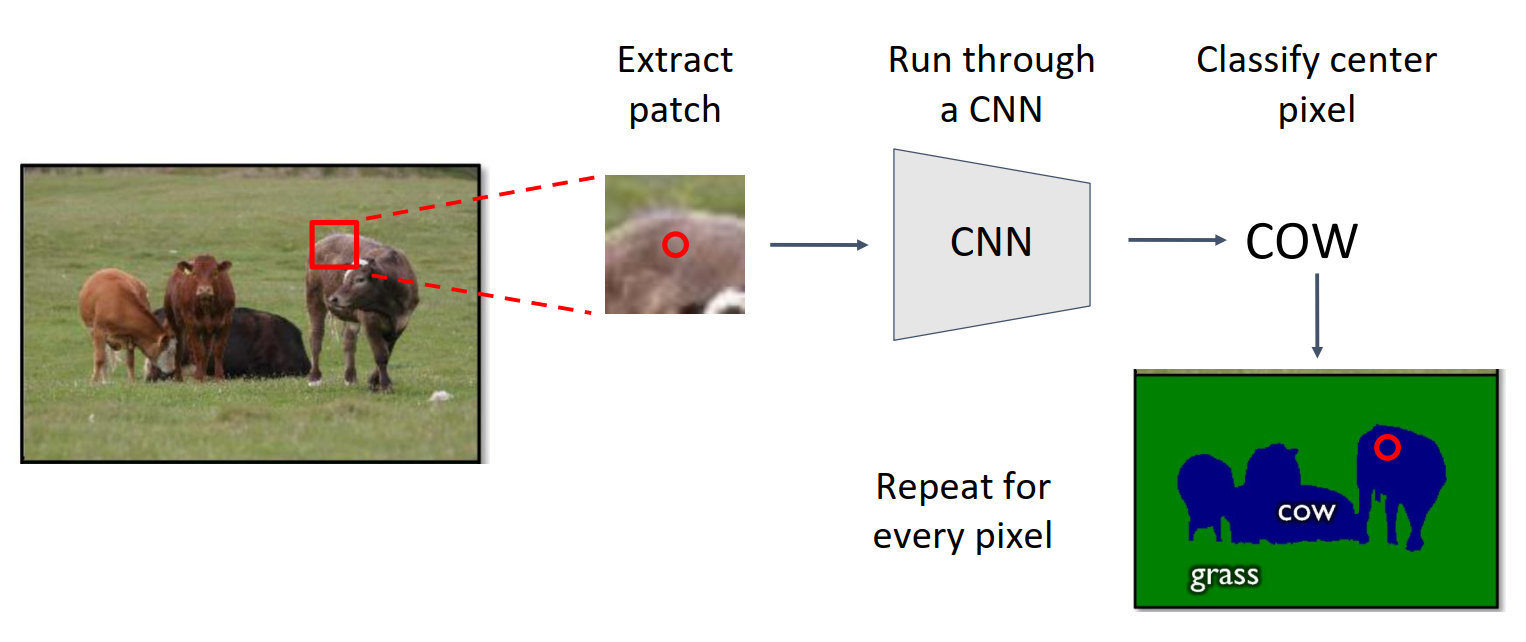 Extract
patch
Run through
a CNN
Classify center
pixel
CNN
COW
Repeat for
every pixel
cow
grass